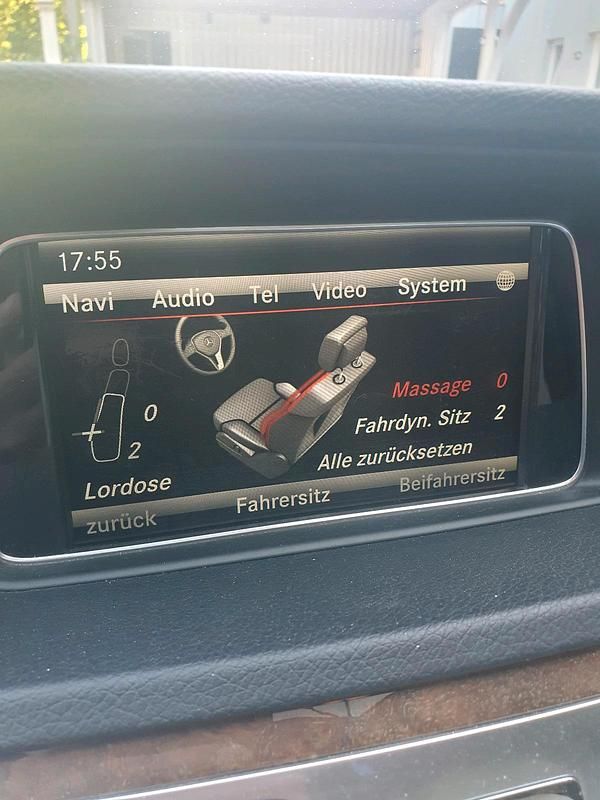 17:55
Navi Audio Tel Video System
Massage 0
0
Fahrdyn. Sitz 2
2
Alle zurücksetzen
Lordose
zurück Fahrersitz Beifahrersitz